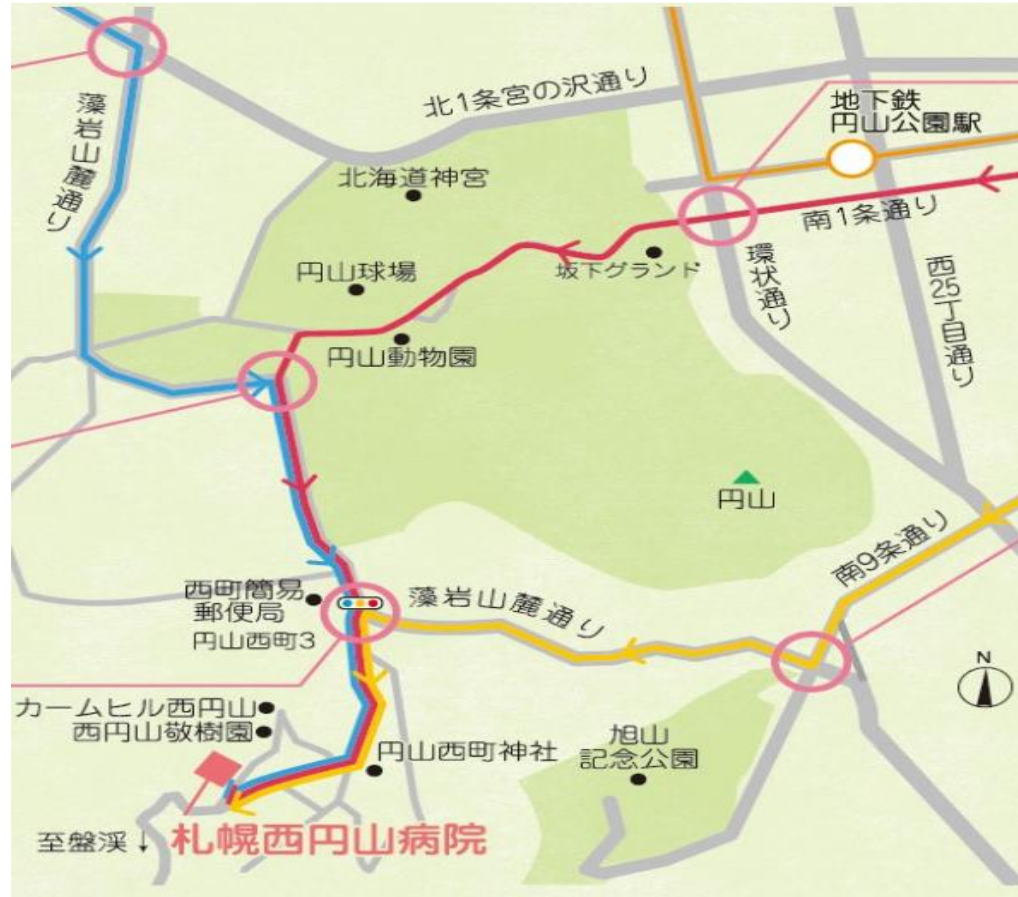 北1条宮の沢通り
地下鉄
円山公園駅
藻岩山麓通り
北海道神宮
南1条通り
坂下グランド
環状通り
西25丁目通り
円山球場
円山動物園
円山
南9条通り
西町簡易
郵便局
円山西町3
藻岩山麓通り
N
カームヒル西円山
西円山敬樹園
円山西町神社
旭山
記念公園
至盤渓↓
札幌西円山病院